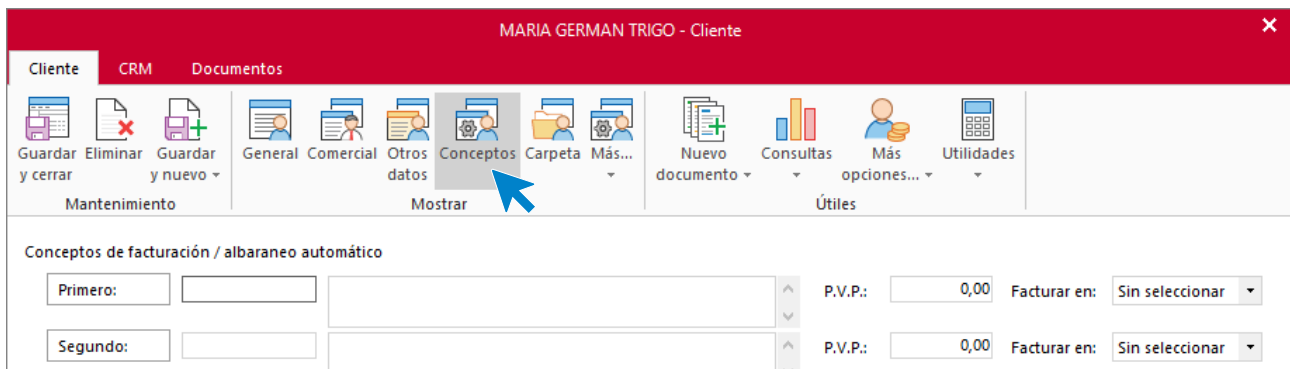 MARIA GERMAN TRIGO - Cliente
Cliente CRM Documentos
Guardar y cerrar
Eliminar
Guardar y nuevo
General
Comercial
Otros datos
Conceptos
Carpeta
Más...
Nuevo documento
Consultas
Más opciones...
Utilidades
Mantenimiento
Mostrar
Útiles
Conceptos de facturación / albaraneo automático
Primero: P.V.P.: 0,00 Facturar en: Sin seleccionar
Segundo: P.V.P.: 0,00 Facturar en: Sin seleccionar